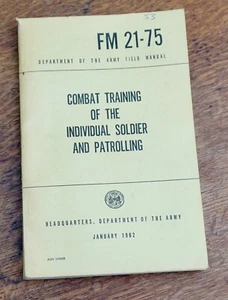 53
FM 21-75
DEPARTMENT OF THE ARMY FIELD MANUAL
COMBAT TRAINING
OF THE
INDIVIDUAL SOLDIER
AND PATROLLING
HEADQUARTERS, DEPARTMENT OF THE ARMY
JANUARY 1962